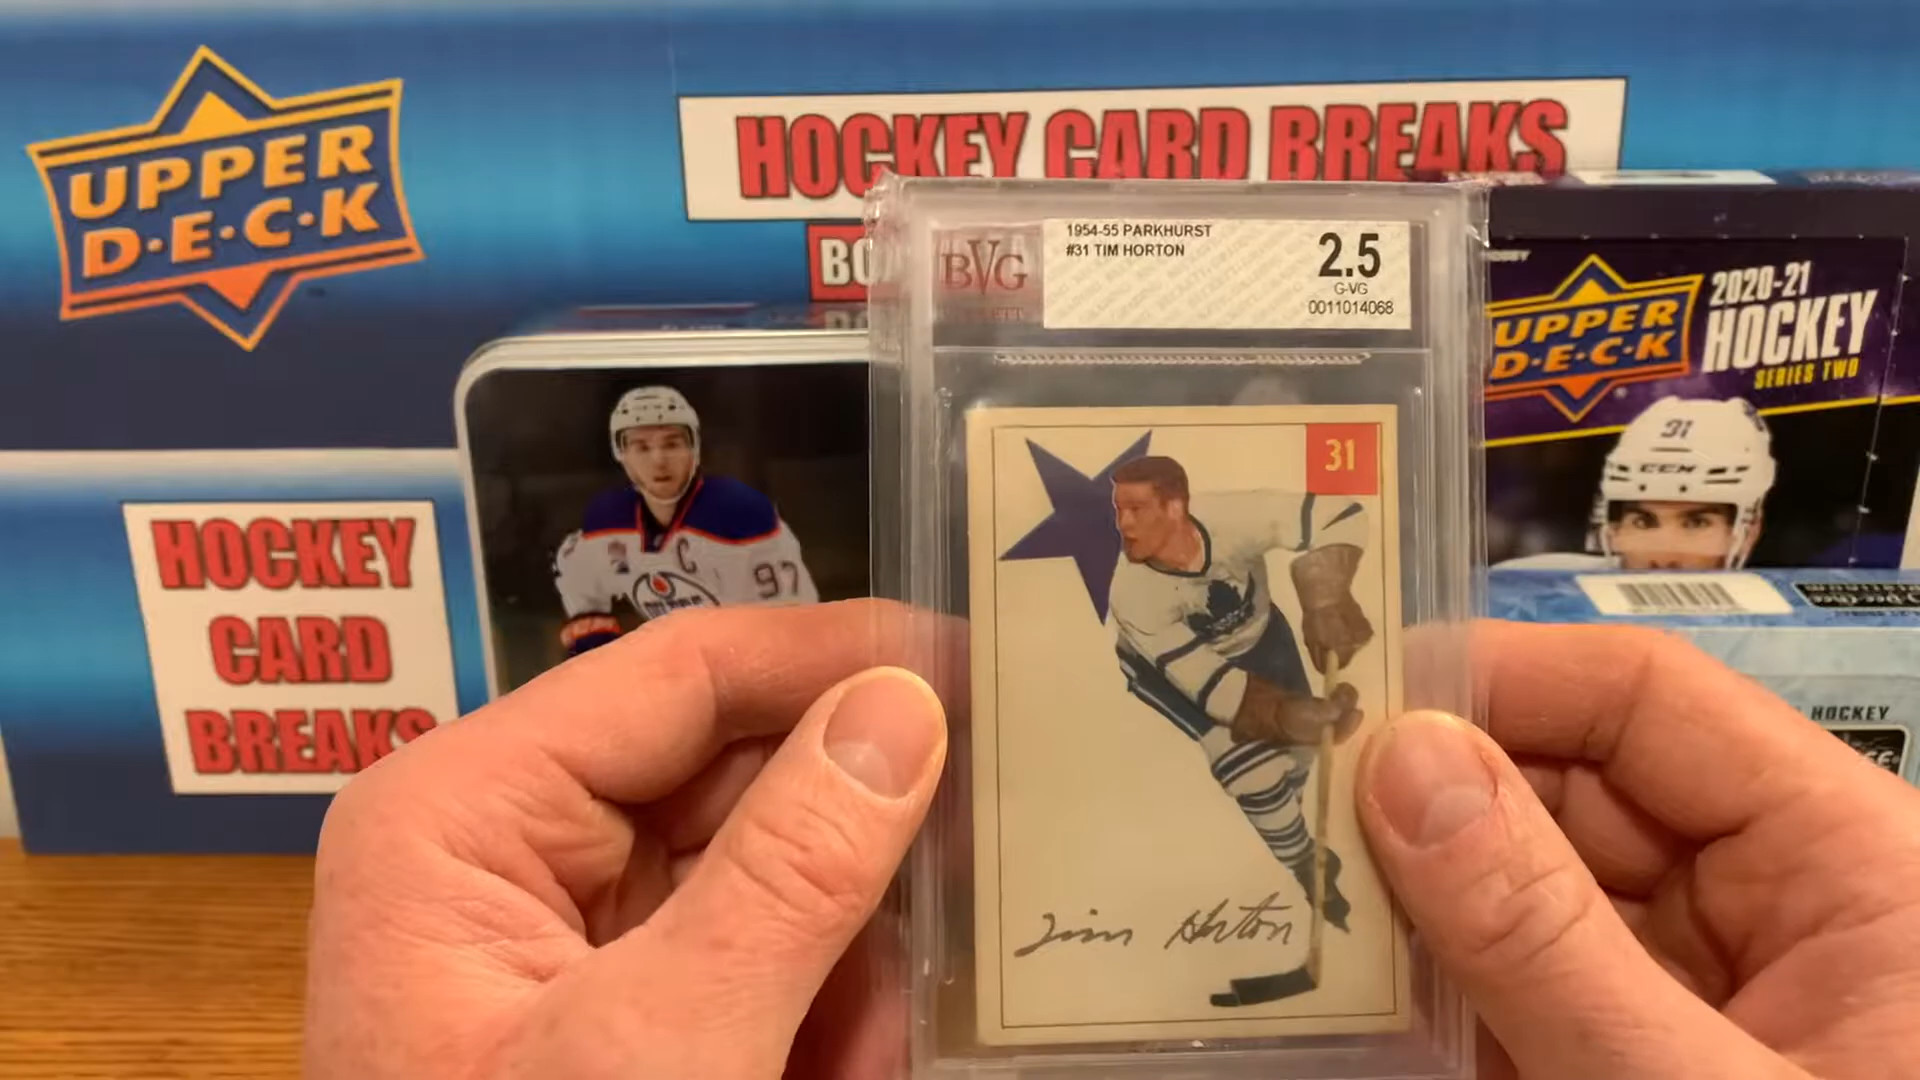 UPPER
D·E·C·K
HOCKEY CARD BREAKS
HOCKEY
CARD
BREAKS
BVG
1954-55 PARKHURST
#31 TIM HORTON
2.5
G-VG
0011014068
31
Tim Horton
C
97
UPPER
D·E·C·K
2020-21
HOCKEY
SERIES TWO
31
CCM
HOCKEY